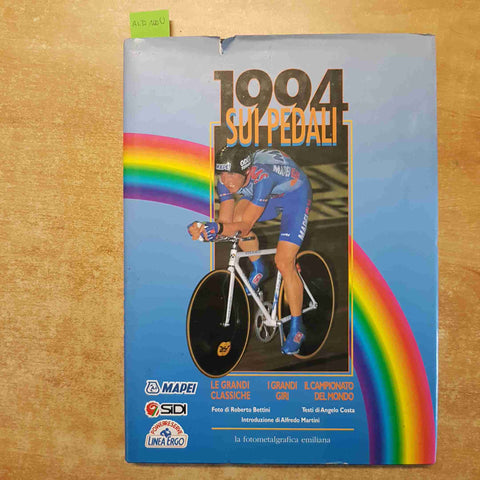 1994
SUI PEDALI
MAPEI
MAPEI
SIDI
LINEA ERGO
LE GRANDI
CLASSICHE
I GRANDI
GIRI
IL CAMPIONATO
DEL MONDO
Foto di Roberto Bettini
Testi di Angelo Costa
Introduzione di Alfredo Martini
la fotometalgrafica emiliana